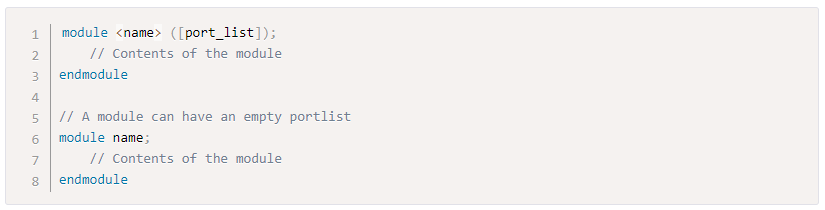 1 module <name> ([port_list]);
2     // Contents of the module
3 endmodule
4
5 // A module can have an empty portlist
6 module name;
7     // Contents of the module
8 endmodule